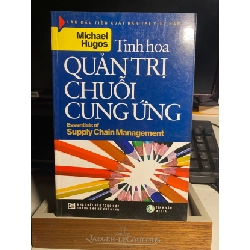 Michael
Hugos
Tinh hoa
QUẢN TRỊ
CHUỖI
CUNG ỨNG
Essentials of
Supply Chain Management